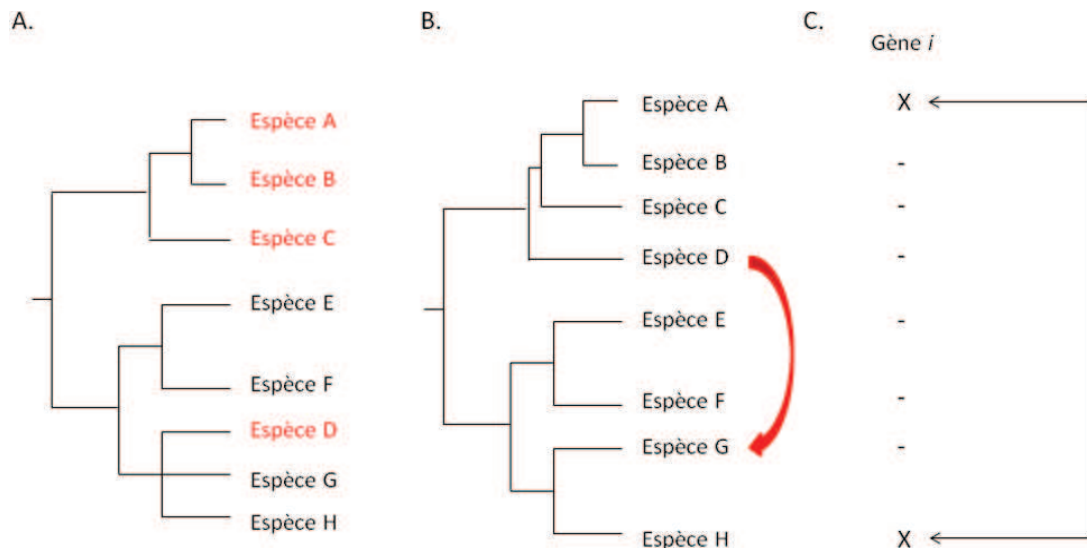 A.
Espèce A
Espèce B
Espèce C
Espèce E
Espèce F
Espèce D
Espèce G
Espèce H
B.
Espèce A
Espèce B
Espèce C
Espèce D
Espèce E
Espèce F
Espèce G
Espèce H
C.
Gène i
X
-
-
-
-
-
-
X